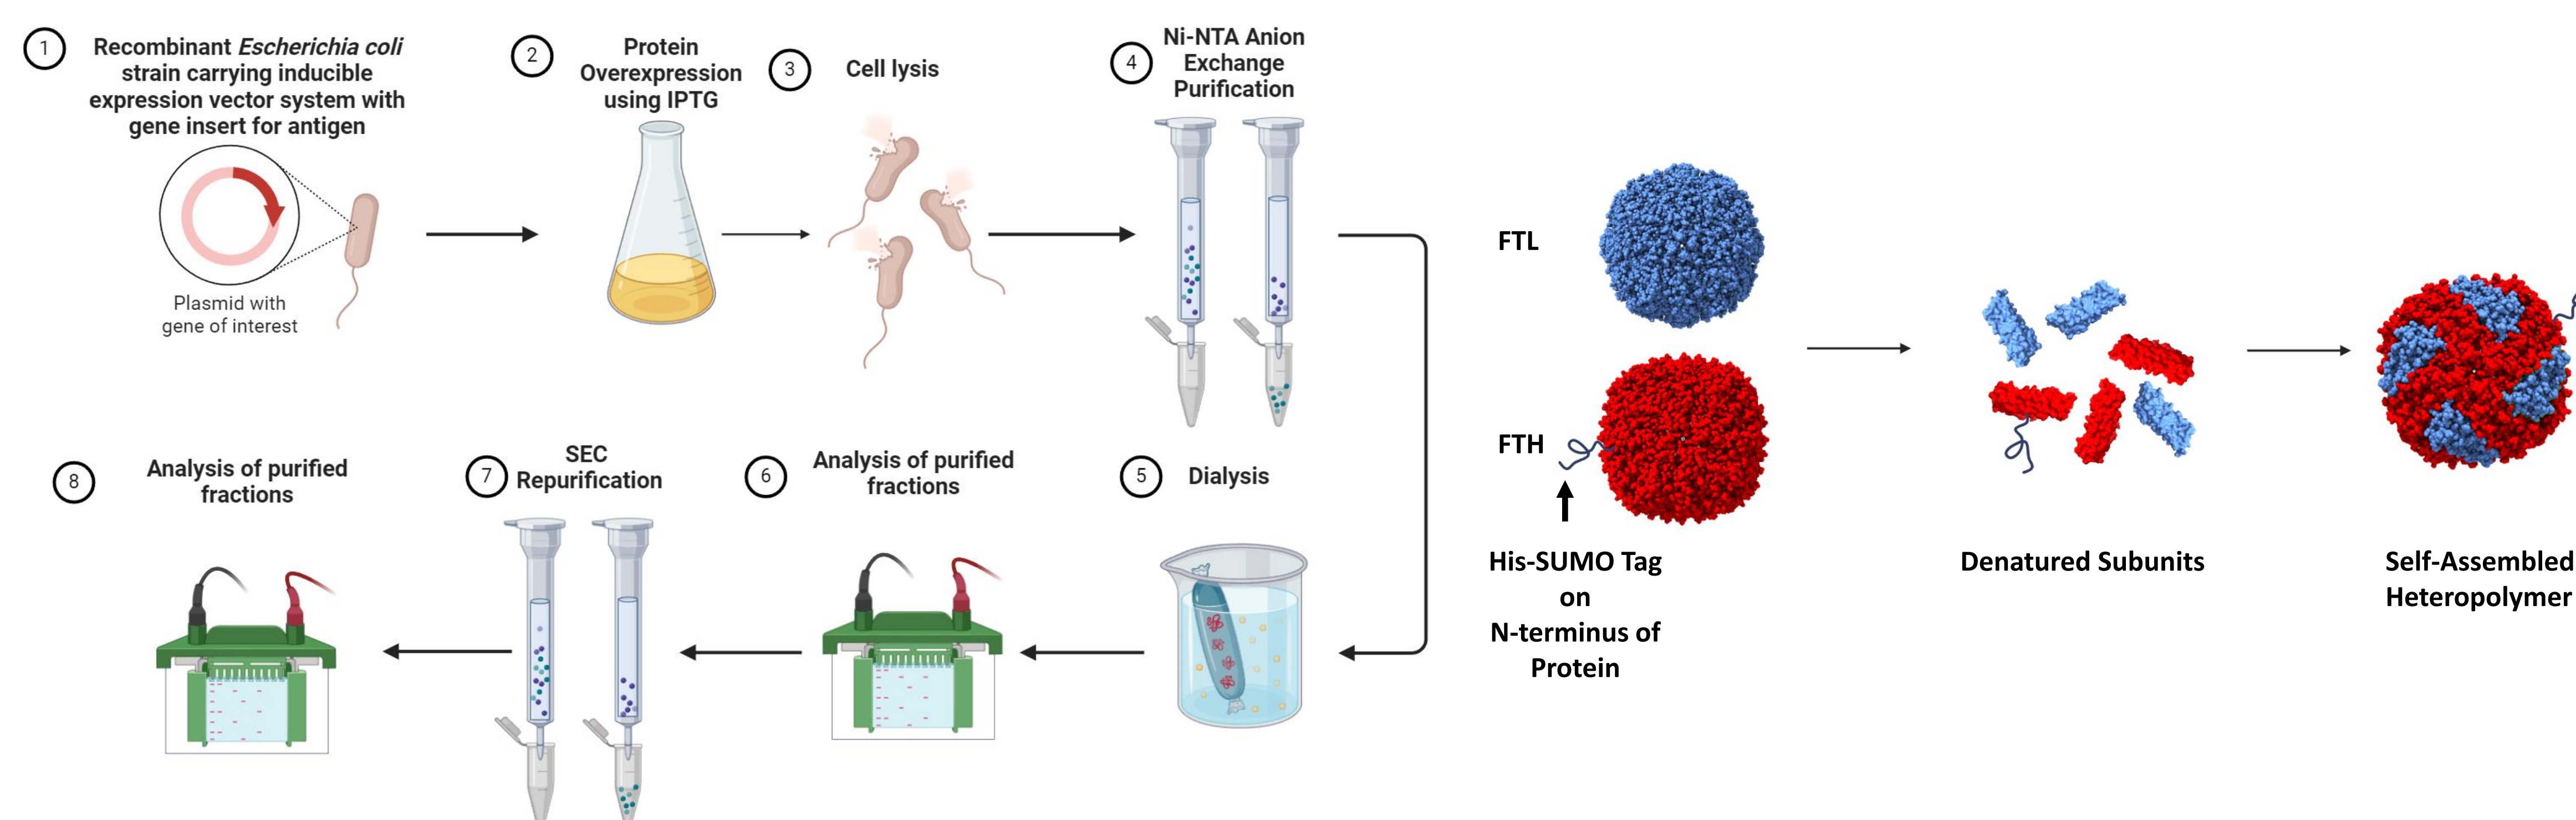 1
Recombinant Escherichia coli
strain carrying inducible
expression vector system with
gene insert for antigen
Plasmid with
gene of interest
2
Protein
Overexpression
using IPTG
3
Cell lysis
4
Ni-NTA Anion
Exchange
Purification
5
Dialysis
6
Analysis of purified
fractions
7
SEC
Repurification
8
Analysis of purified
fractions
FTL
FTH
His-SUMO Tag
on
N-terminus of
Protein
Denatured Subunits
Self-Assembled
Heteropolymer